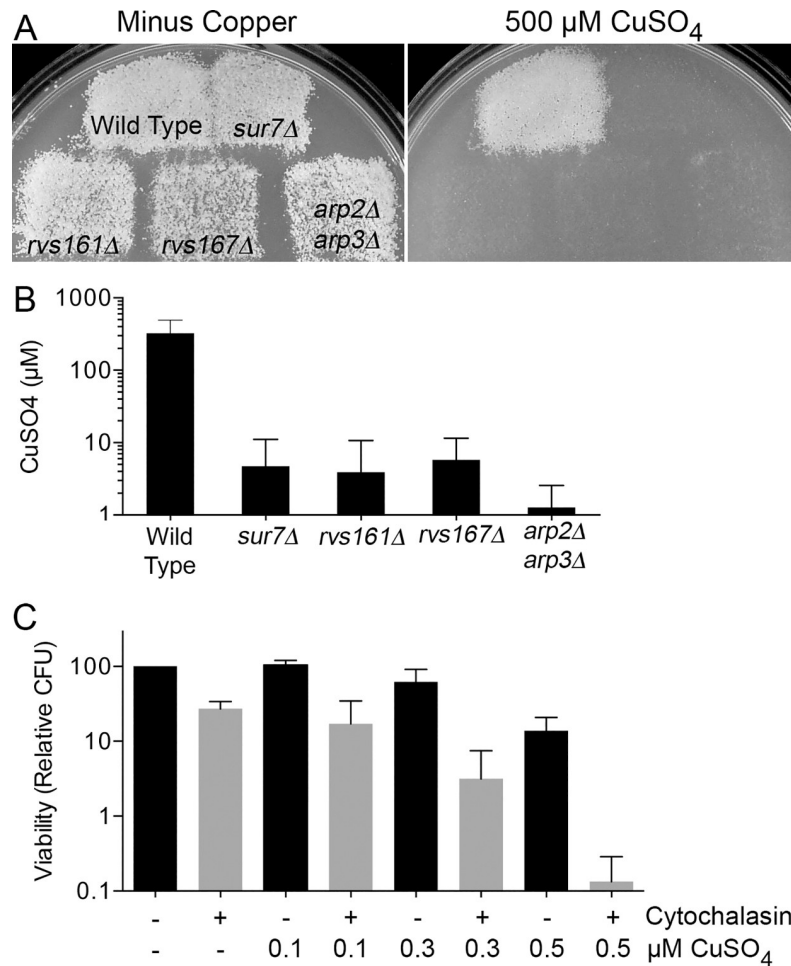 A
Minus Copper
500 µM CuSO4
Wild Type
sur7Δ
rvs161Δ
rvs167Δ
arp2Δ
arp3Δ
B
CuSO4 (µM)
1000
100
10
1
Wild
Type
sur7Δ
rvs161Δ
rvs167Δ
arp2Δ
arp3Δ
C
Viability (Relative CFU)
100
10
1
0.1
- + - + - + - + Cytochalasin
- - 0.1 0.1 0.3 0.3 0.5 0.5 µM CuSO4